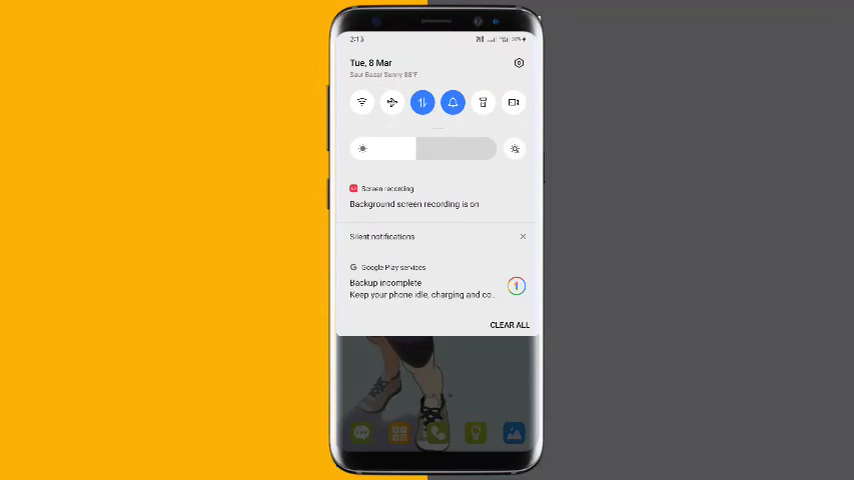 2:15
Tue, 8 Mar
Saur Bazar Sunny 88°F
Screen recording
Background screen recording is on
Silent notifications
G Google Play services
Backup incomplete
Keep your phone idle, charging and co..
CLEAR ALL